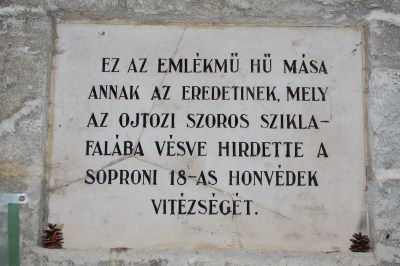 EZ AZ EMLÉKMŰ HŰ MÁSA
ANNAK AZ EREDETINEK, MELY
AZ OJTOZI SZOROS SZIKLA-
FALÁBA VÉSVE HIRDETTE A
SOPRONI 18-AS HONVÉDEK
VITÉZSÉGÉT.